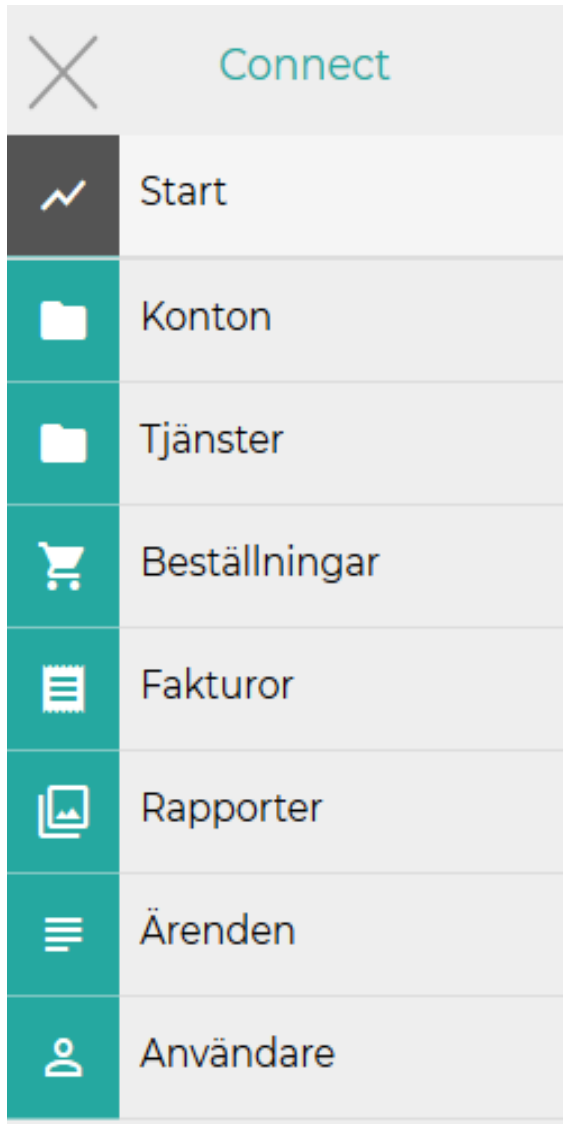 Connect
Start
Konton
Tjänster
Beställningar
Fakturor
Rapporter
Ärenden
Användare